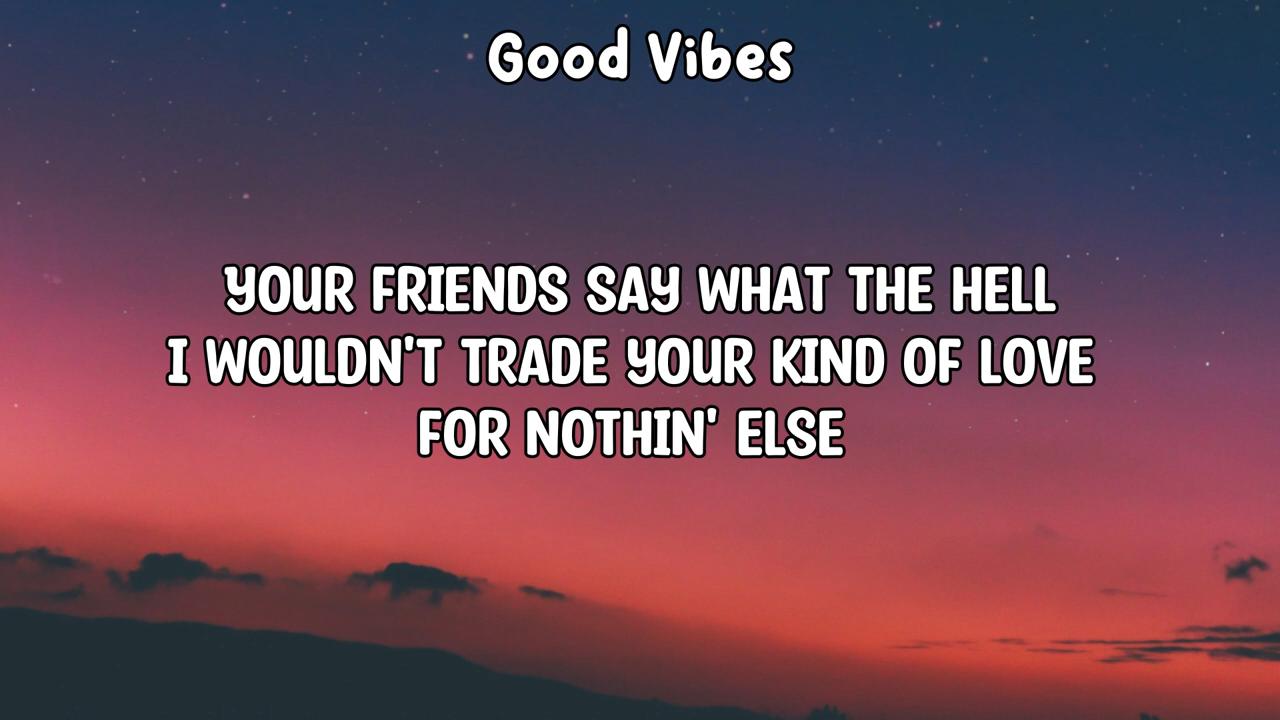 Good Vibes
YOUR FRIENDS SAY WHAT THE HELL
I WOULDN'T TRADE YOUR KIND OF LOVE
FOR NOTHIN' ELSE